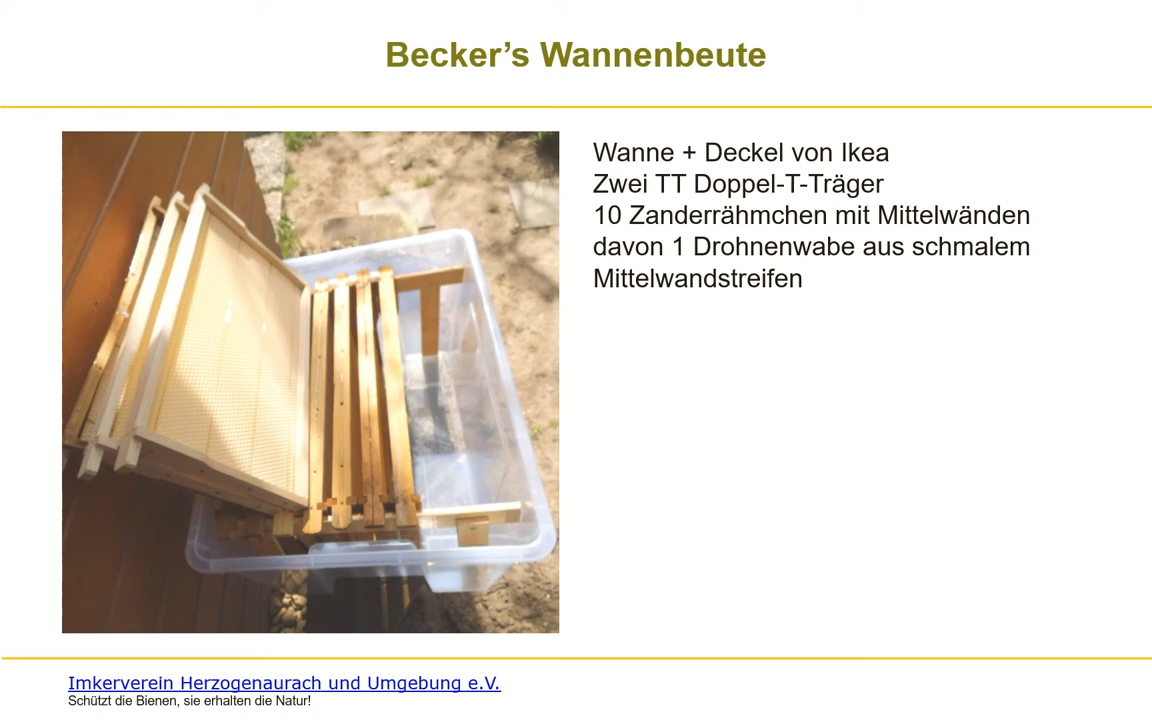 Becker’s Wannenbeute
Wanne + Deckel von Ikea
Zwei TT Doppel-T-Träger
10 Zanderrähmchen mit Mittelwänden
davon 1 Drohnenwabe aus schmalem
Mittelwandstreifen
Imkerverein Herzogenaurach und Umgebung e.V.
Schützt die Bienen, sie erhalten die Natur!